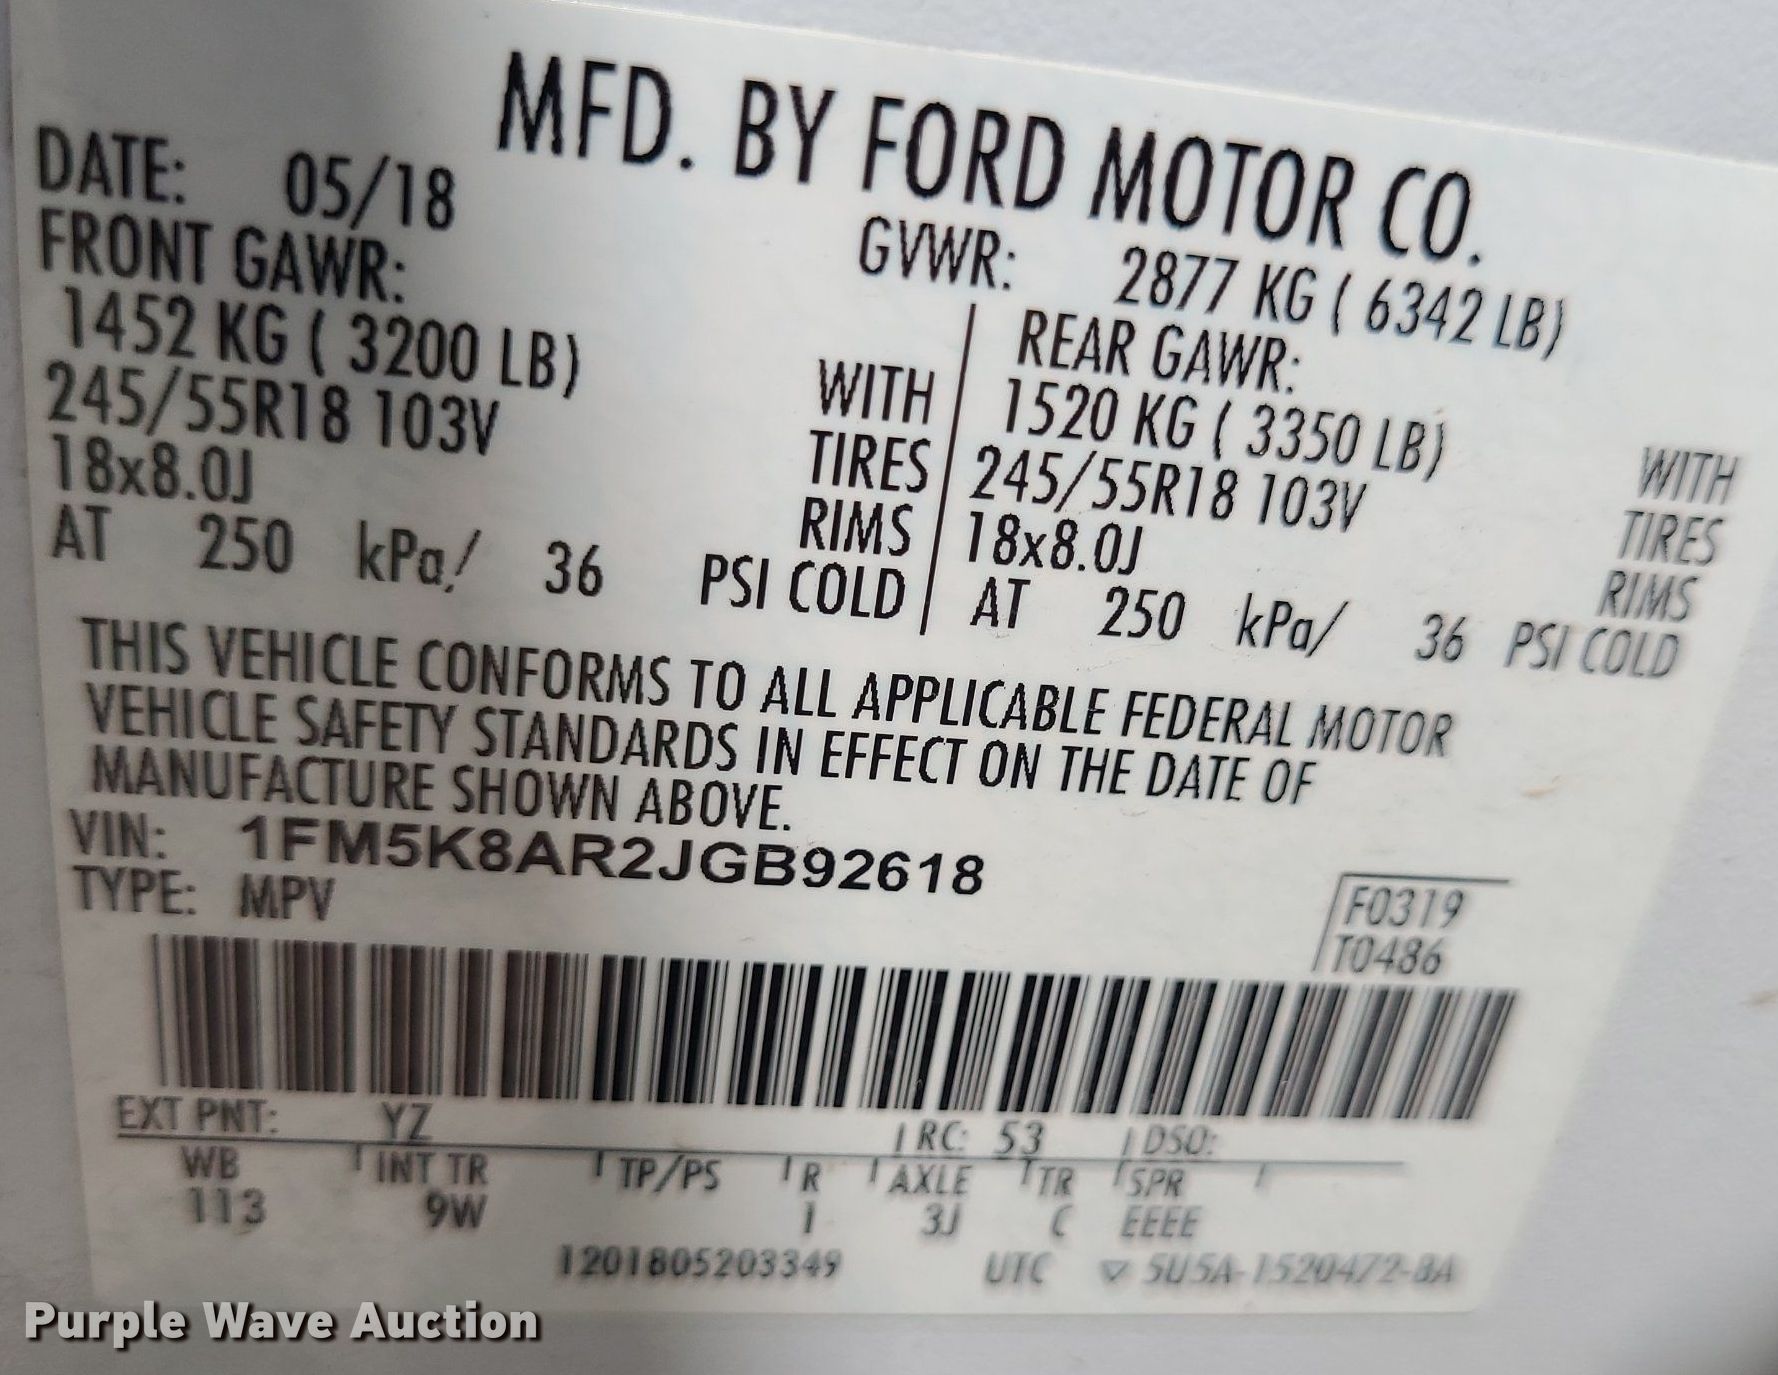 MFD. BY FORD MOTOR CO.
DATE: 05/18
GVWR: 2877 KG ( 6342 LB)
FRONT GAWR:
1452 KG ( 3200 LB) WITH
245/55R18 103V TIRES
18x8.0J RIMS
AT 250 kPa/ 36 PSI COLD
REAR GAWR:
1520 KG ( 3350 LB) WITH
245/55R18 103V TIRES
18x8.0J RIMS
AT 250 kPa/ 36 PSI COLD
THIS VEHICLE CONFORMS TO ALL APPLICABLE FEDERAL MOTOR
VEHICLE SAFETY STANDARDS IN EFFECT ON THE DATE OF
MANUFACTURE SHOWN ABOVE.
VIN: 1FM5K8AR2JGB92618
TYPE: MPV
F0319
T0486
EXT PNT: YZ RC: 53 DSO:
WB INT TR TP/PS R AXLE TR SPR
113 9W 1 3J C EEEE
1201805203349 UTC ▽ 5U5A-1520472-BA
Purple Wave Auction